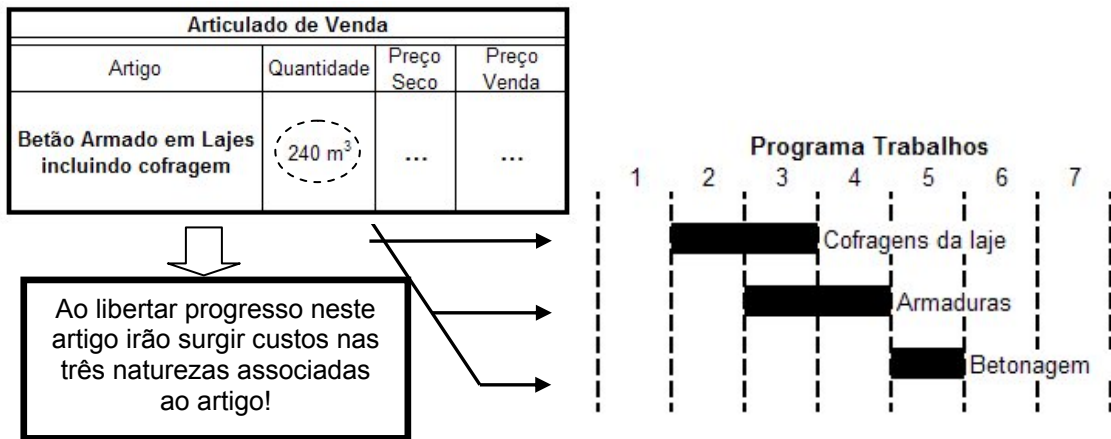 Articulado de Venda
Artigo Quantidade Preço Seco Preço Venda
Betão Armado em Lajes incluindo cofragem 240 m³ ... ...
Ao libertar progresso neste
artigo irão surgir custos nas
três naturezas associadas
ao artigo!
Programa Trabalhos
1 2 3 4 5 6 7
Cofragens da laje
Armaduras
Betonagem